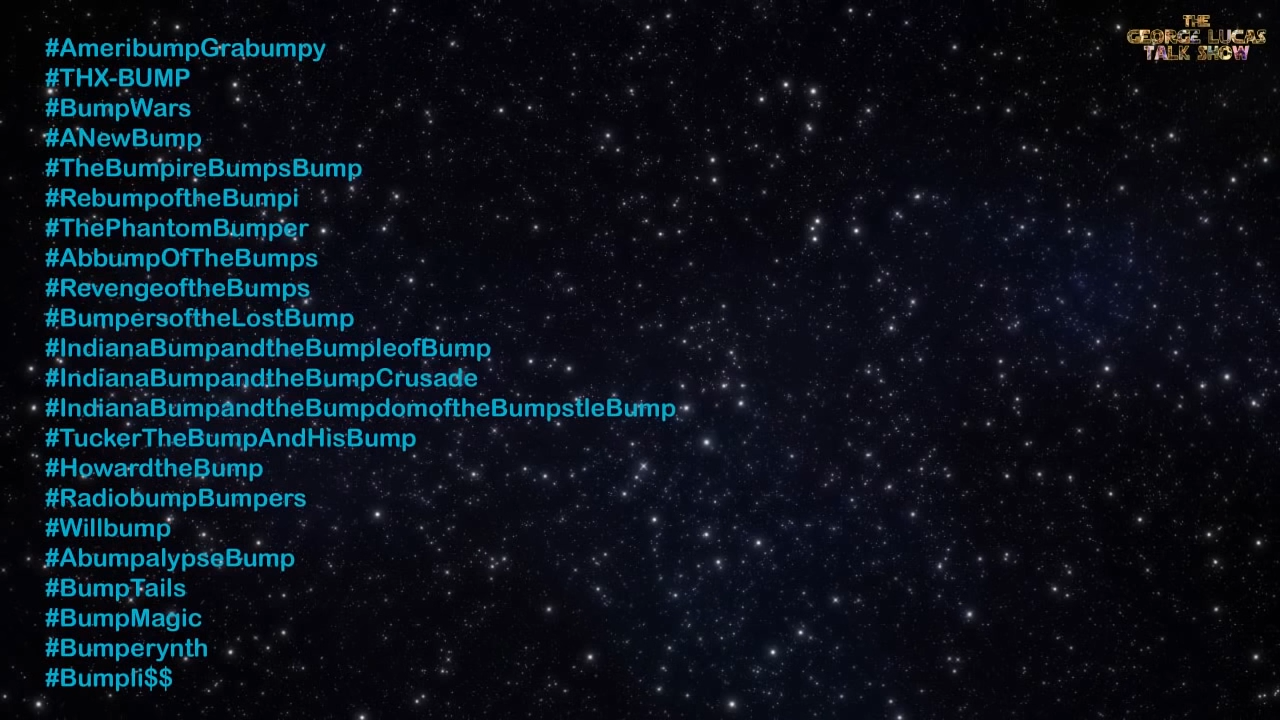 #AmeribumpGrabumpy
#THX-BUMP
#BumpWars
#ANewBump
#TheBumpireBumpsBump
#RebumpoftheBumpi
#ThePhantomBumper
#AbbumpOfTheBumps
#RevengeoftheBumps
#BumpersoftheLostBump
#IndianaBumpandtheBumpleofBump
#IndianaBumpandtheBumpCrusade
#IndianaBumpandtheBumpdomoftheBumpstleBump
#TuckerTheBumpAndHisBump
#HowardtheBump
#RadiobumpBumpers
#Willbump
#AbumpalypseBump
#BumpTails
#BumpMagic
#Bumperynth
#Bumpli$$
THE
GEORGE LUCAS
TALK SHOW